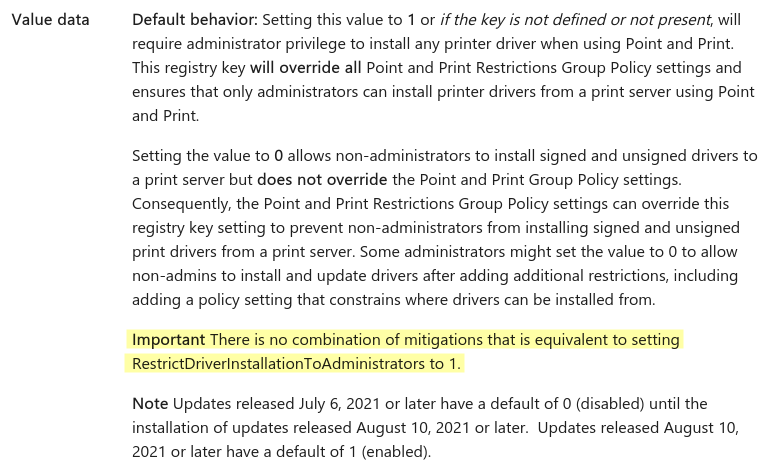 Value data
Default behavior: Setting this value to 1 or if the key is not defined or not present, will
require administrator privilege to install any printer driver when using Point and Print.
This registry key will override all Point and Print Restrictions Group Policy settings and
ensures that only administrators can install printer drivers from a print server using Point
and Print.
Setting the value to 0 allows non-administrators to install signed and unsigned drivers to
a print server but does not override the Point and Print Group Policy settings.
Consequently, the Point and Print Restrictions Group Policy settings can override this
registry key setting to prevent non-administrators from installing signed and unsigned
print drivers from a print server. Some administrators might set the value to 0 to allow
non-admins to install and update drivers after adding additional restrictions, including
adding a policy setting that constrains where drivers can be installed from.
Important There is no combination of mitigations that is equivalent to setting
RestrictDriverInstallationToAdministrators to 1.
Note Updates released July 6, 2021 or later have a default of 0 (disabled) until the
installation of updates released August 10, 2021 or later.  Updates released August 10,
2021 or later have a default of 1 (enabled).